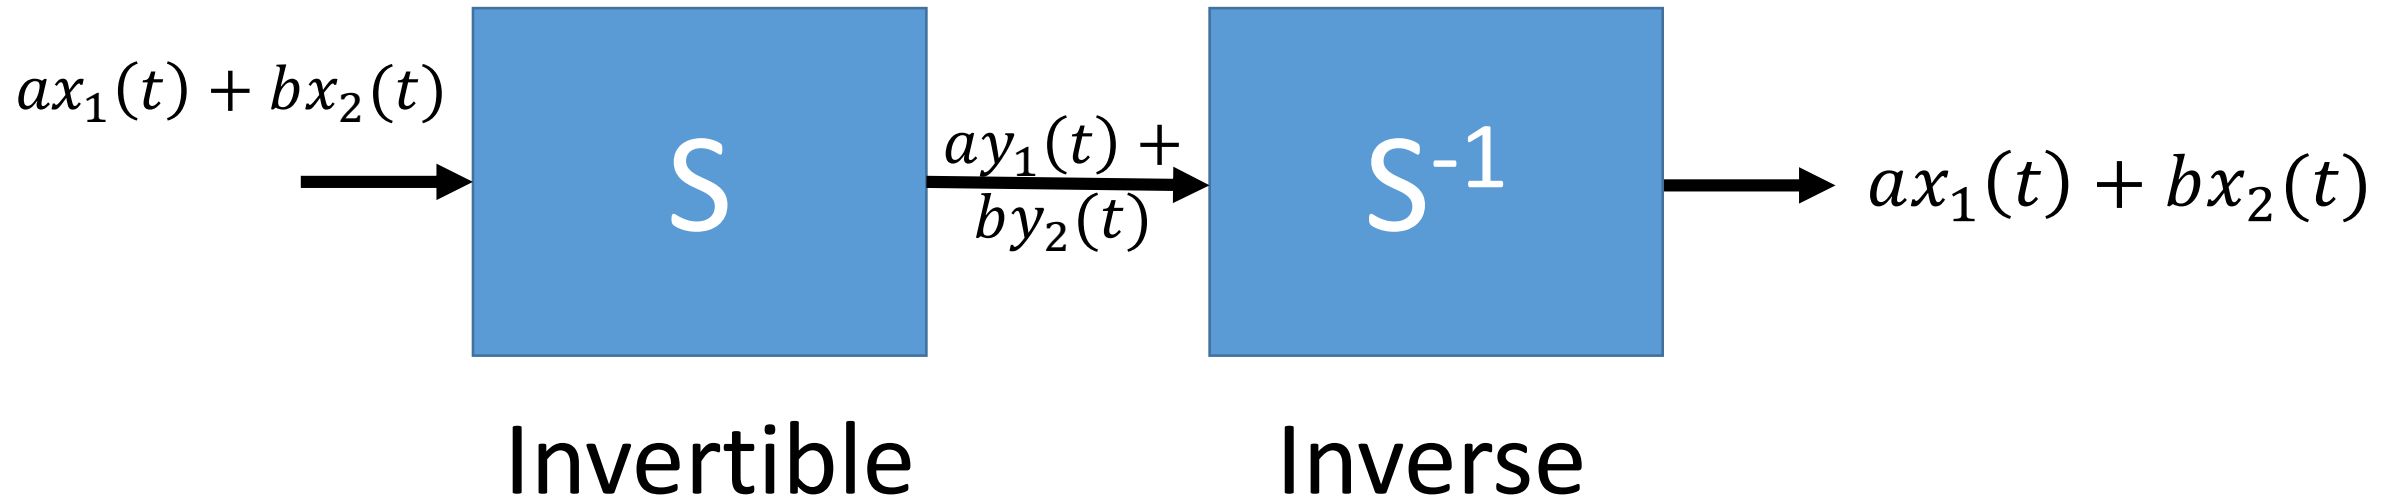 ax₁(t) + bx₂(t)
S
ay₁(t) +
by₂(t)
S⁻¹
ax₁(t) + bx₂(t)
Invertible
Inverse